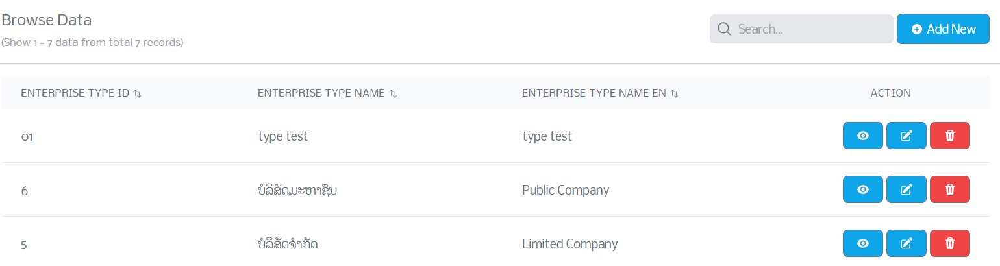 Browse Data
(Show 1 ~ 7 data from total 7 records)
Search...
Add New
ENTERPRISE TYPE ID ENTERPRISE TYPE NAME ENTERPRISE TYPE NAME EN ACTION
01 type test type test
6 ບໍລິສັດມະຫາຊົນ Public Company
5 ບໍລິສັດຈໍາກັດ Limited Company